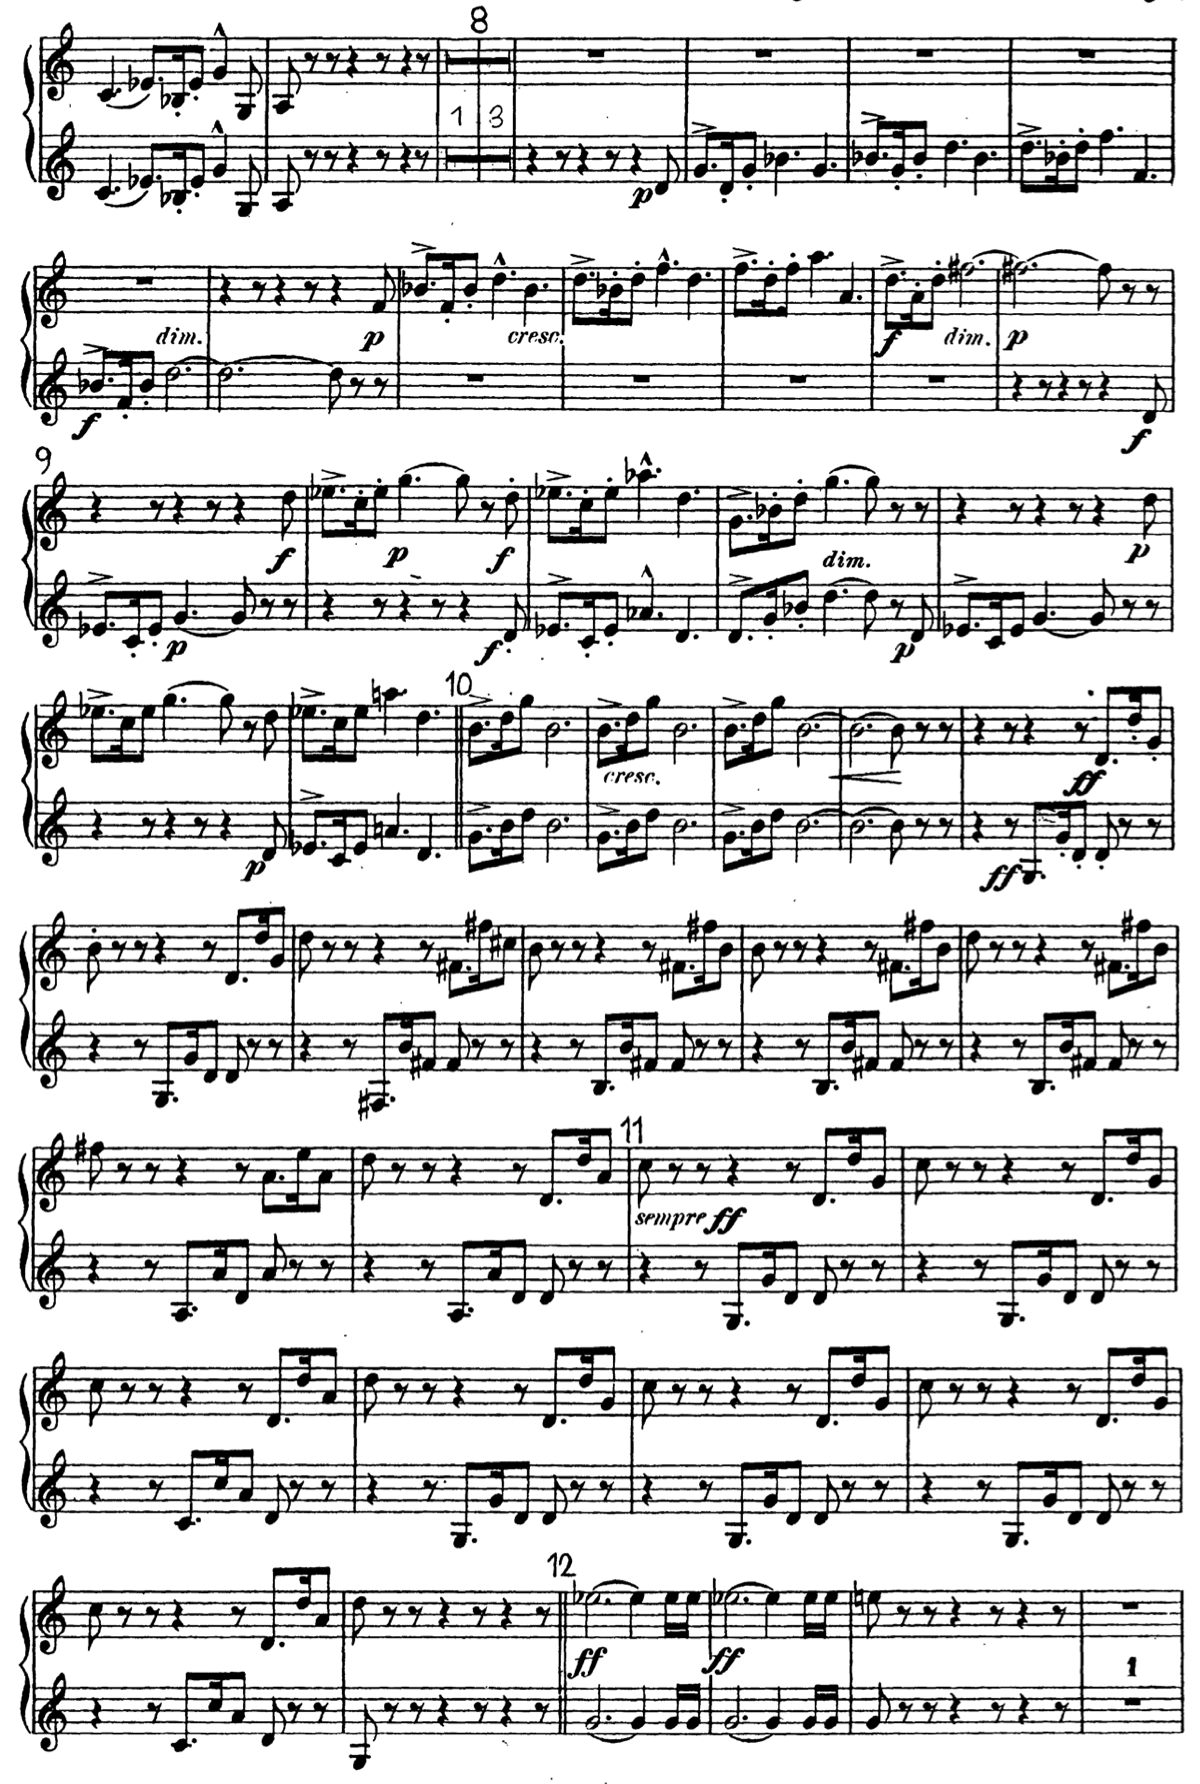 8
1 3
p
dim. p cresc. f dim. p
f f
9
f p f dim. p
p f p
10
cresc. ff
p ff
11
sempre ff
12
ff ff
1